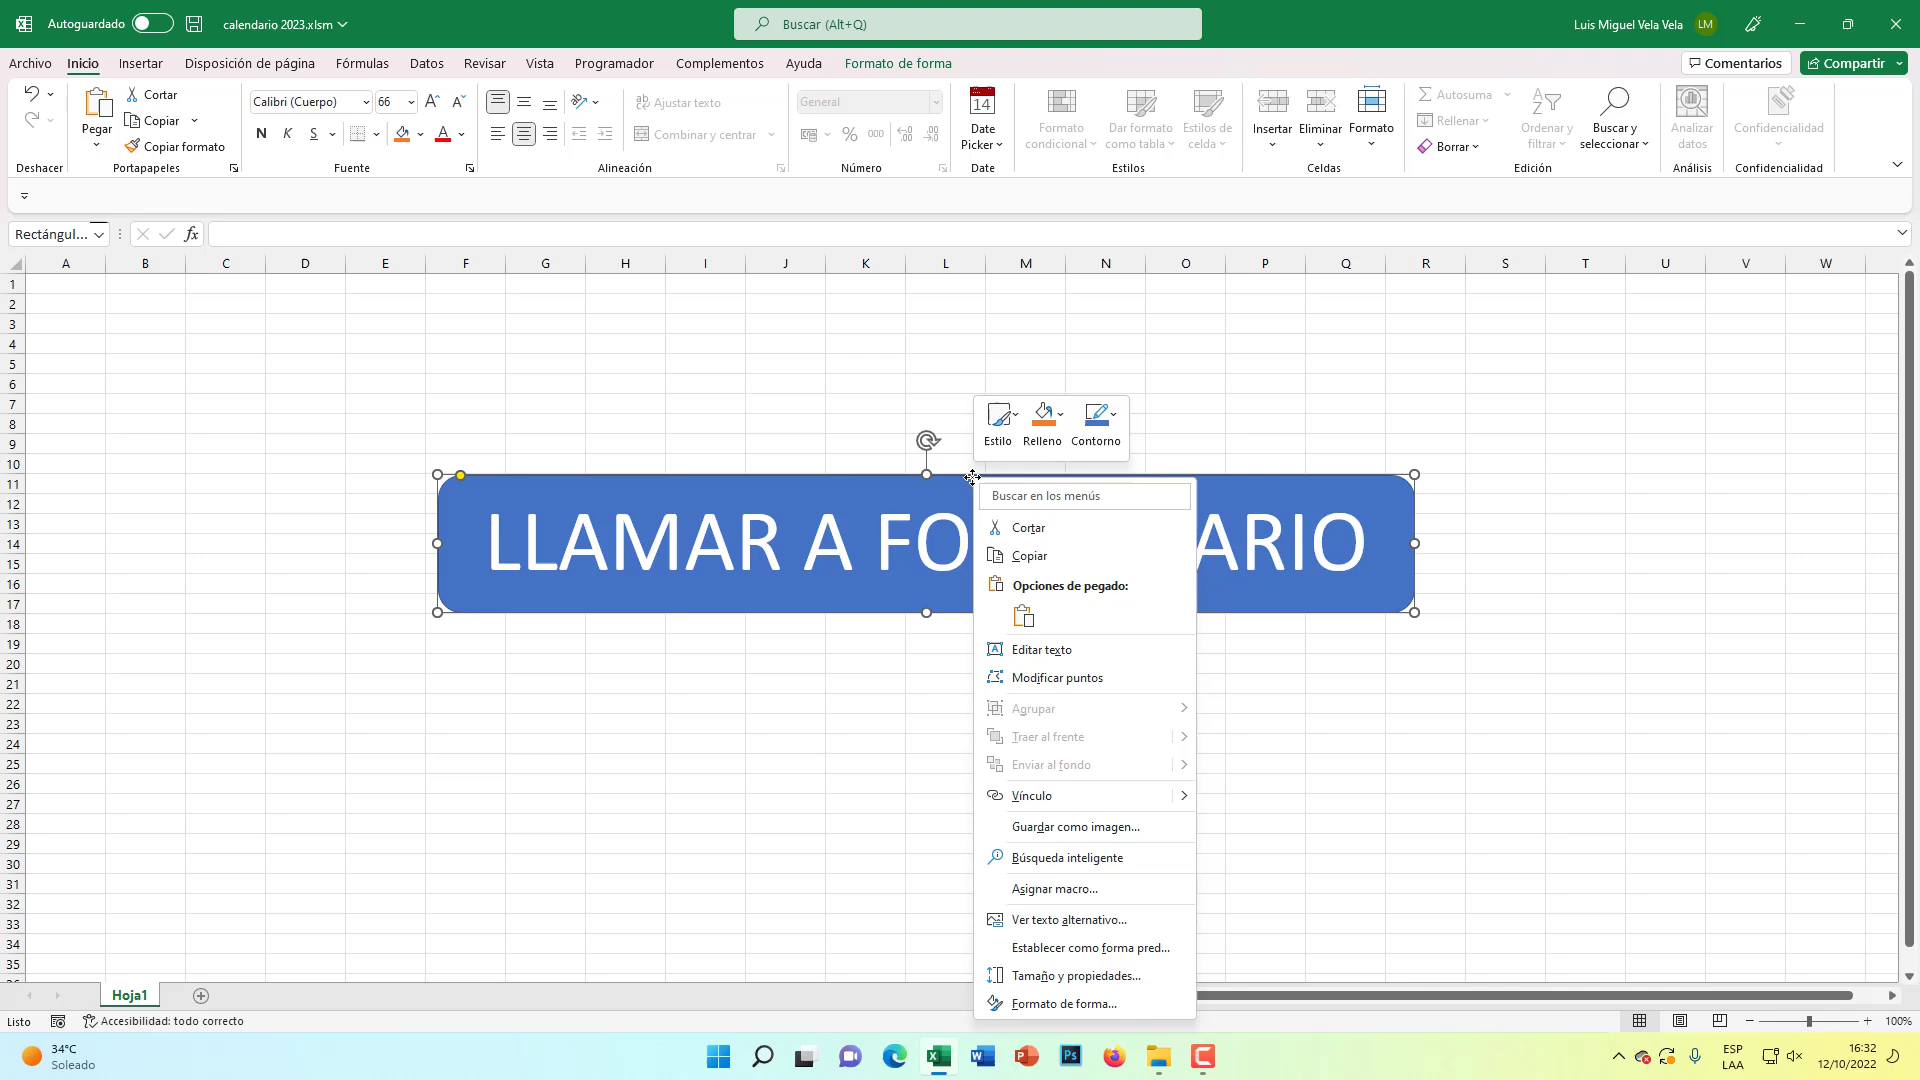 Autoguardado
calendario 2023.xlsm
Buscar (Alt+Q)
Luis Miguel Vela Vela
LM
Archivo
Inicio
Insertar
Disposición de página
Fórmulas
Datos
Revisar
Vista
Programador
Complementos
Ayuda
Formato de forma
Comentarios
Compartir
Deshacer
Pegar
Cortar
Copiar
Copiar formato
Portapapeles
Calibri (Cuerpo)
66
N K S
Fuente
Ajustar texto
Combinar y centrar
Alineación
General
% 000
Número
14
Date
Picker
Date
Formato
condicional
Dar formato
como tabla
Estilos de
celda
Estilos
Insertar
Eliminar
Formato
Celdas
Autosuma
Rellenar
Borrar
Ordenar y
filtrar
Buscar y
seleccionar
Edición
Analizar
datos
Análisis
Confidencialidad
Confidencialidad
Rectángul...
fx
A B C D E F G H I J K L M N O P Q R S T U V W
1
2
3
4
5
6
7
8
9
10
11
12
13
14
15
16
17
18
19
20
21
22
23
24
25
26
27
28
29
30
31
32
33
34
35
Estilo
Relleno
Contorno
LLAMAR A FO
ARIO
Buscar en los menús
Cortar
Copiar
Opciones de pegado:
Editar texto
Modificar puntos
Agrupar
Traer al frente
Enviar al fondo
Vínculo
Guardar como imagen...
Búsqueda inteligente
Asignar macro...
Ver texto alternativo...
Establecer como forma pred...
Tamaño y propiedades...
Formato de forma...
Hoja1
Listo
Accesibilidad: todo correcto
100%
34°C
Soleado
ESP
LAA
16:32
12/10/2022